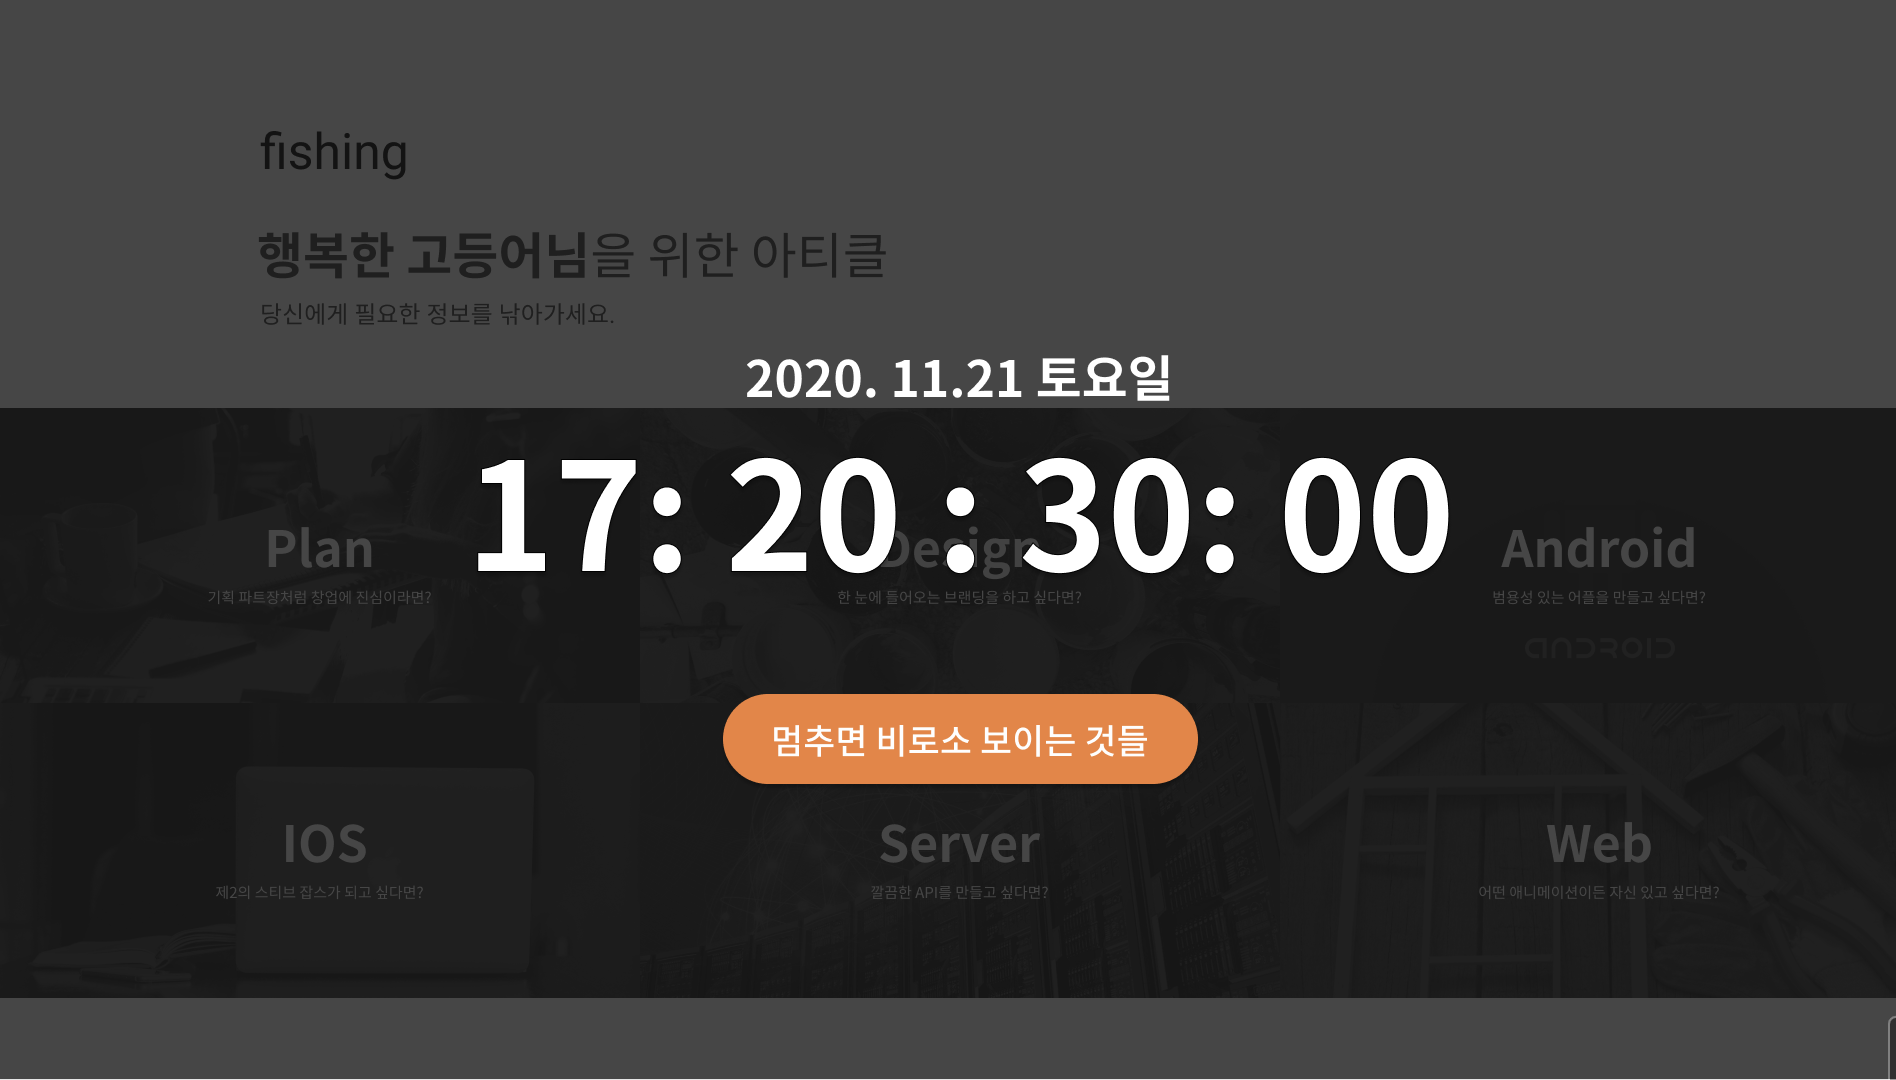 fishing
행복한 고등어님을 위한 아티클
당신에게 필요한 정보를 낚아가세요.
2020. 11.21 토요일
17: 20 : 30: 00
Plan
Design
Android
기획 파트장처럼 창업에 진심이라면?
한 눈에 들어오는 브랜딩을 하고 싶다면?
범용성 있는 어플을 만들고 싶다면?
ANDROID
멈추면 비로소 보이는 것들
IOS
Server
Web
제2의 스티브 잡스가 되고 싶다면?
깔끔한 API를 만들고 싶다면?
어떤 애니메이션이든 자신 있고 싶다면?